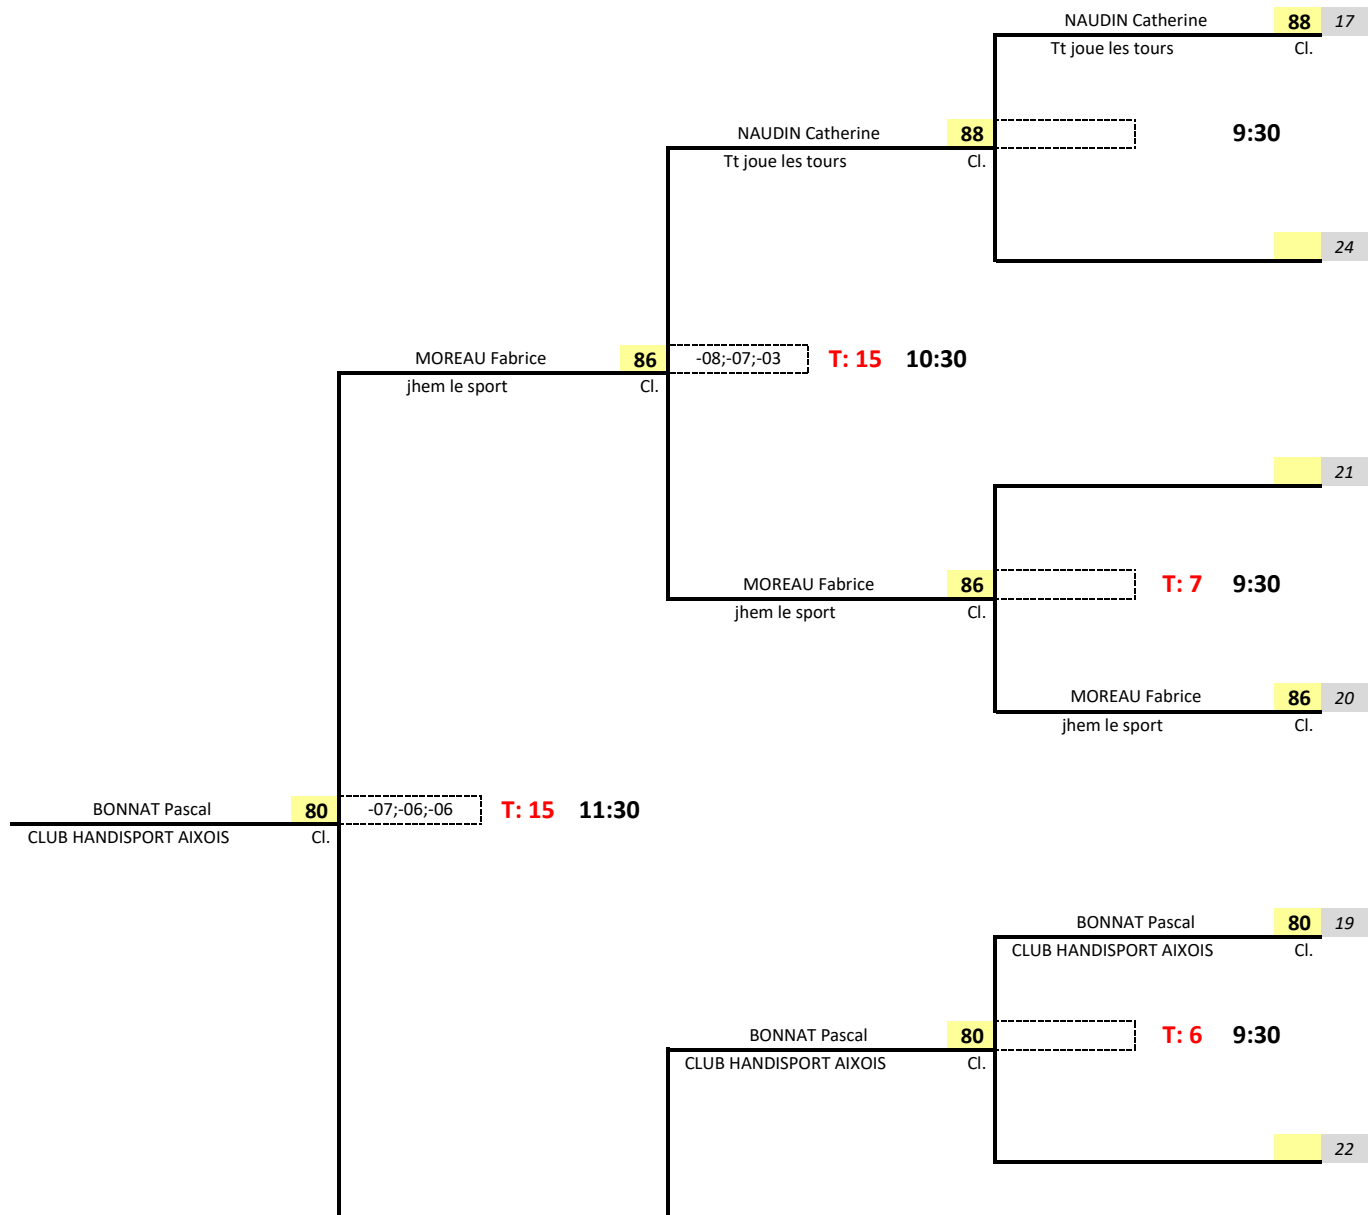 NAUDIN Catherine 88 17
Tt joue les tours Cl.
NAUDIN Catherine 88 9:30
Tt joue les tours Cl.
24
MOREAU Fabrice 86 -08;-07;-03 T: 15 10:30
jhem le sport Cl.
21
MOREAU Fabrice 86 T: 7 9:30
jhem le sport Cl.
MOREAU Fabrice 86 20
jhem le sport Cl.
BONNAT Pascal 80 -07;-06;-06 T: 15 11:30
CLUB HANDISPORT AIXOIS Cl.
BONNAT Pascal 80 19
CLUB HANDISPORT AIXOIS Cl.
BONNAT Pascal 80 T: 6 9:30
CLUB HANDISPORT AIXOIS Cl.
22